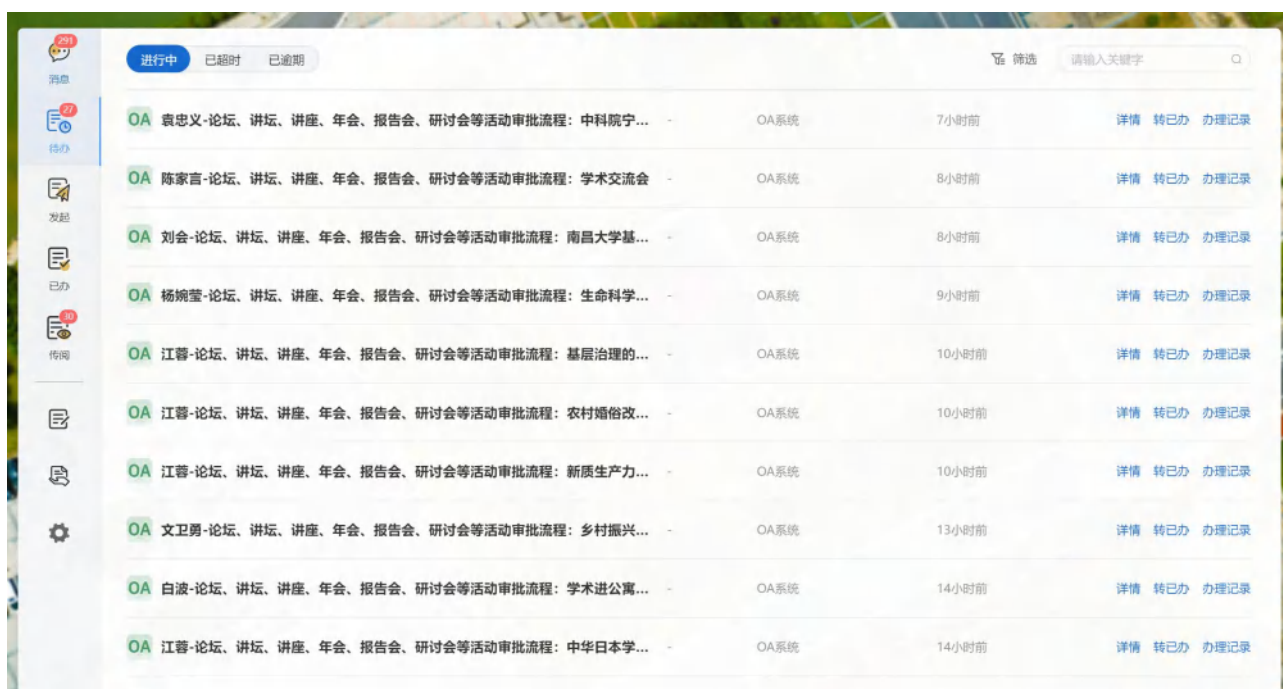 291
消息
27
待办
发起
已办
30
传阅
进行中 已超时 已逾期 筛选 请输入关键字
OA 袁忠义-论坛、讲坛、讲座、年会、报告会、研讨会等活动审批流程：中科院宁... - OA系统 7小时前 详情 转已办 办理记录
OA 陈家言-论坛、讲坛、讲座、年会、报告会、研讨会等活动审批流程：学术交流会 - OA系统 8小时前 详情 转已办 办理记录
OA 刘会-论坛、讲坛、讲座、年会、报告会、研讨会等活动审批流程：南昌大学基... - OA系统 8小时前 详情 转已办 办理记录
OA 杨婉莹-论坛、讲坛、讲座、年会、报告会、研讨会等活动审批流程：生命科学... - OA系统 9小时前 详情 转已办 办理记录
OA 江蓉-论坛、讲坛、讲座、年会、报告会、研讨会等活动审批流程：基层治理的... - OA系统 10小时前 详情 转已办 办理记录
OA 江蓉-论坛、讲坛、讲座、年会、报告会、研讨会等活动审批流程：农村婚俗改... - OA系统 10小时前 详情 转已办 办理记录
OA 江蓉-论坛、讲坛、讲座、年会、报告会、研讨会等活动审批流程：新质生产力... - OA系统 10小时前 详情 转已办 办理记录
OA 文卫勇-论坛、讲坛、讲座、年会、报告会、研讨会等活动审批流程：乡村振兴... - OA系统 13小时前 详情 转已办 办理记录
OA 白波-论坛、讲坛、讲座、年会、报告会、研讨会等活动审批流程：学术进公寓... - OA系统 14小时前 详情 转已办 办理记录
OA 江蓉-论坛、讲坛、讲座、年会、报告会、研讨会等活动审批流程：中华日本学... - OA系统 14小时前 详情 转已办 办理记录